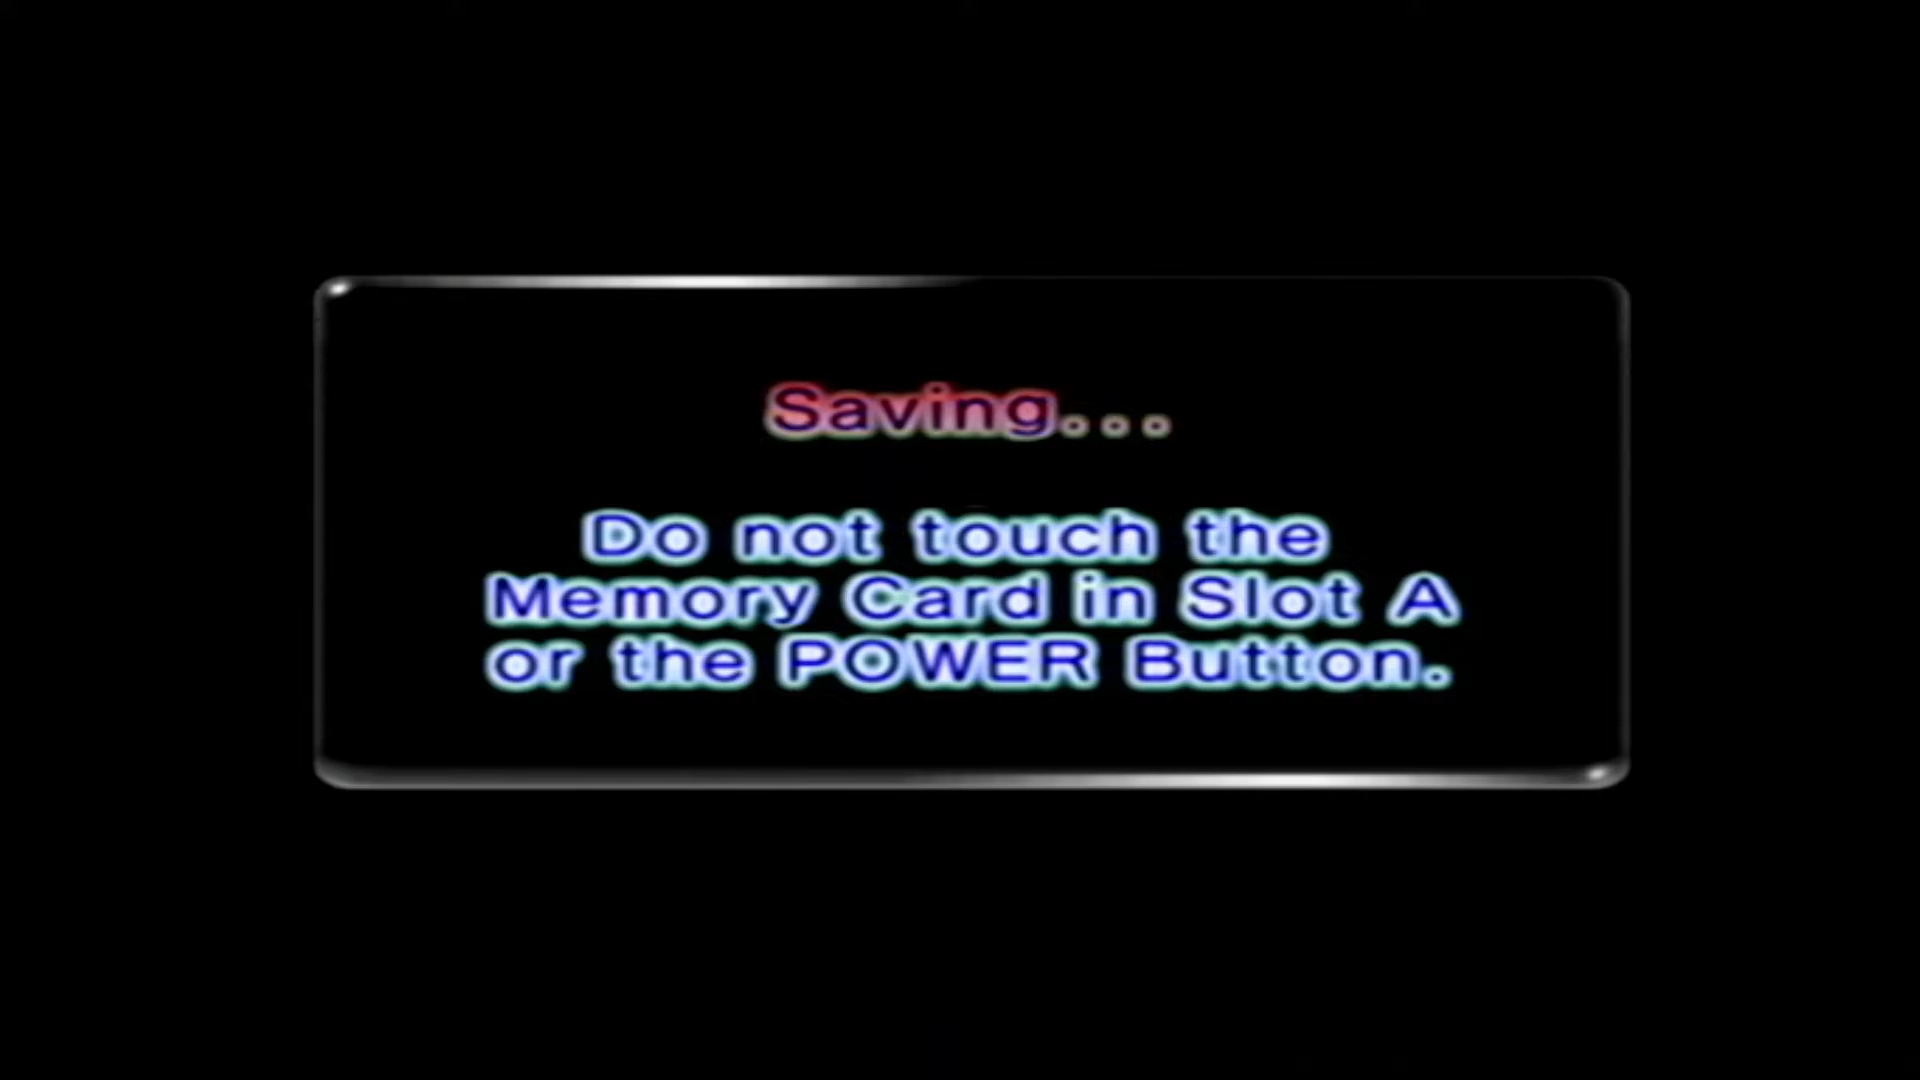 Saving...
Do not touch the
Memory Card in Slot A
or the POWER Button.